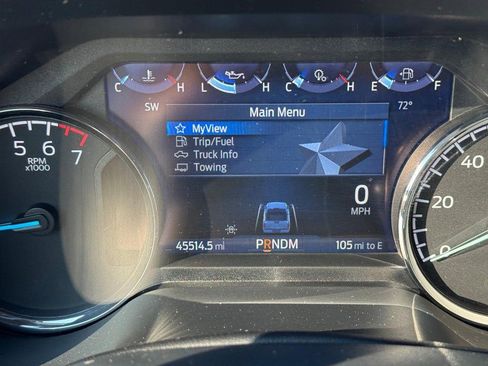 C H L H C H E F
SW 72°
Main Menu
MyView
Trip/Fuel
Truck Info
Towing
5 6 7
RPM
x1000
0
MPH
40
20
0
45514.5 mi PRNDM 105 mi to E